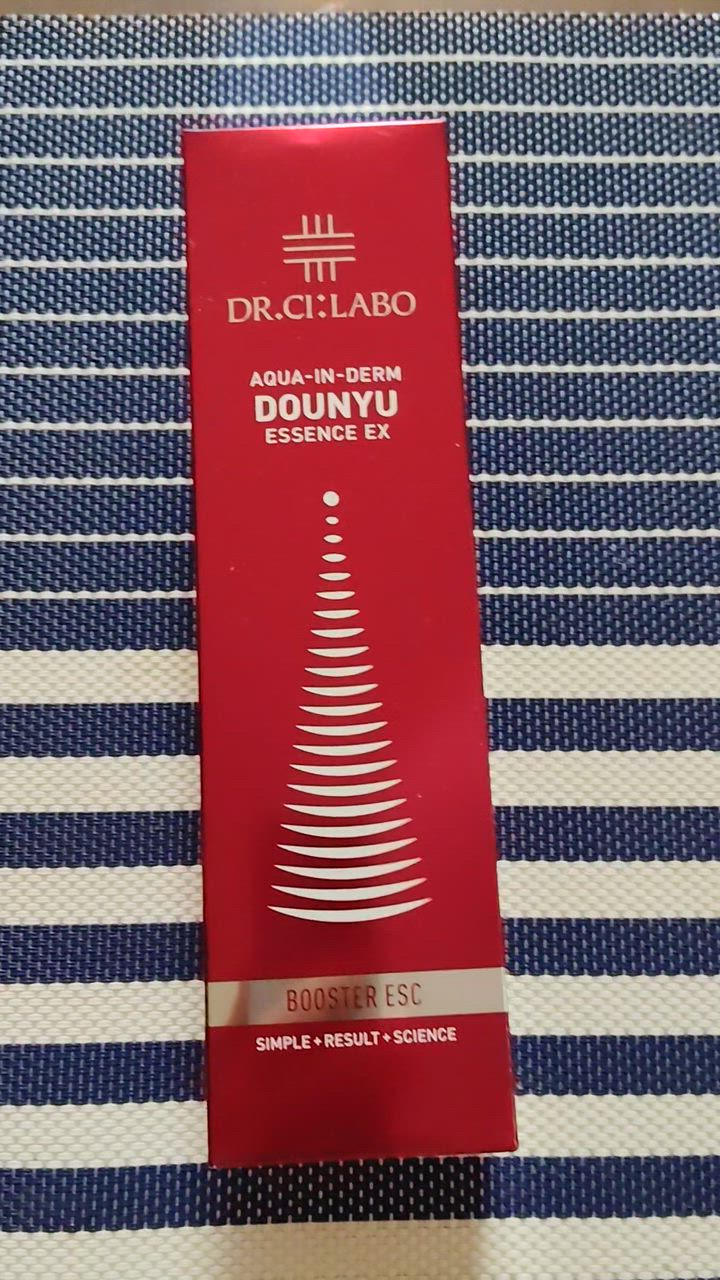 DR.CI:LABO
AQUA-IN-DERM
DOUNYU
ESSENCE EX
BOOSTER ESC
SIMPLE+RESULT+SCIENCE